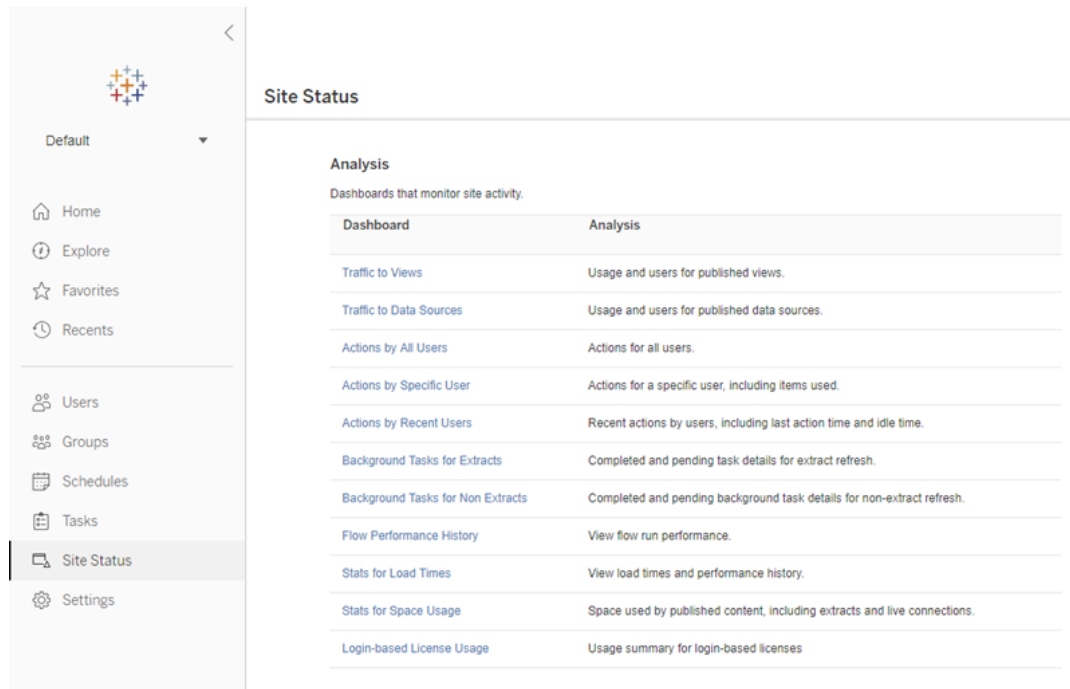 Default
Home
Explore
Favorites
Recents
Users
Groups
Schedules
Tasks
Site Status
Settings
Site Status
Analysis
Dashboards that monitor site activity.
Dashboard Analysis
Traffic to Views Usage and users for published views.
Traffic to Data Sources Usage and users for published data sources.
Actions by All Users Actions for all users.
Actions by Specific User Actions for a specific user, including items used.
Actions by Recent Users Recent actions by users, including last action time and idle time.
Background Tasks for Extracts Completed and pending task details for extract refresh.
Background Tasks for Non Extracts Completed and pending background task details for non-extract refresh.
Flow Performance History View flow run performance.
Stats for Load Times View load times and performance history.
Stats for Space Usage Space used by published content, including extracts and live connections.
Login-based License Usage Usage summary for login-based licenses